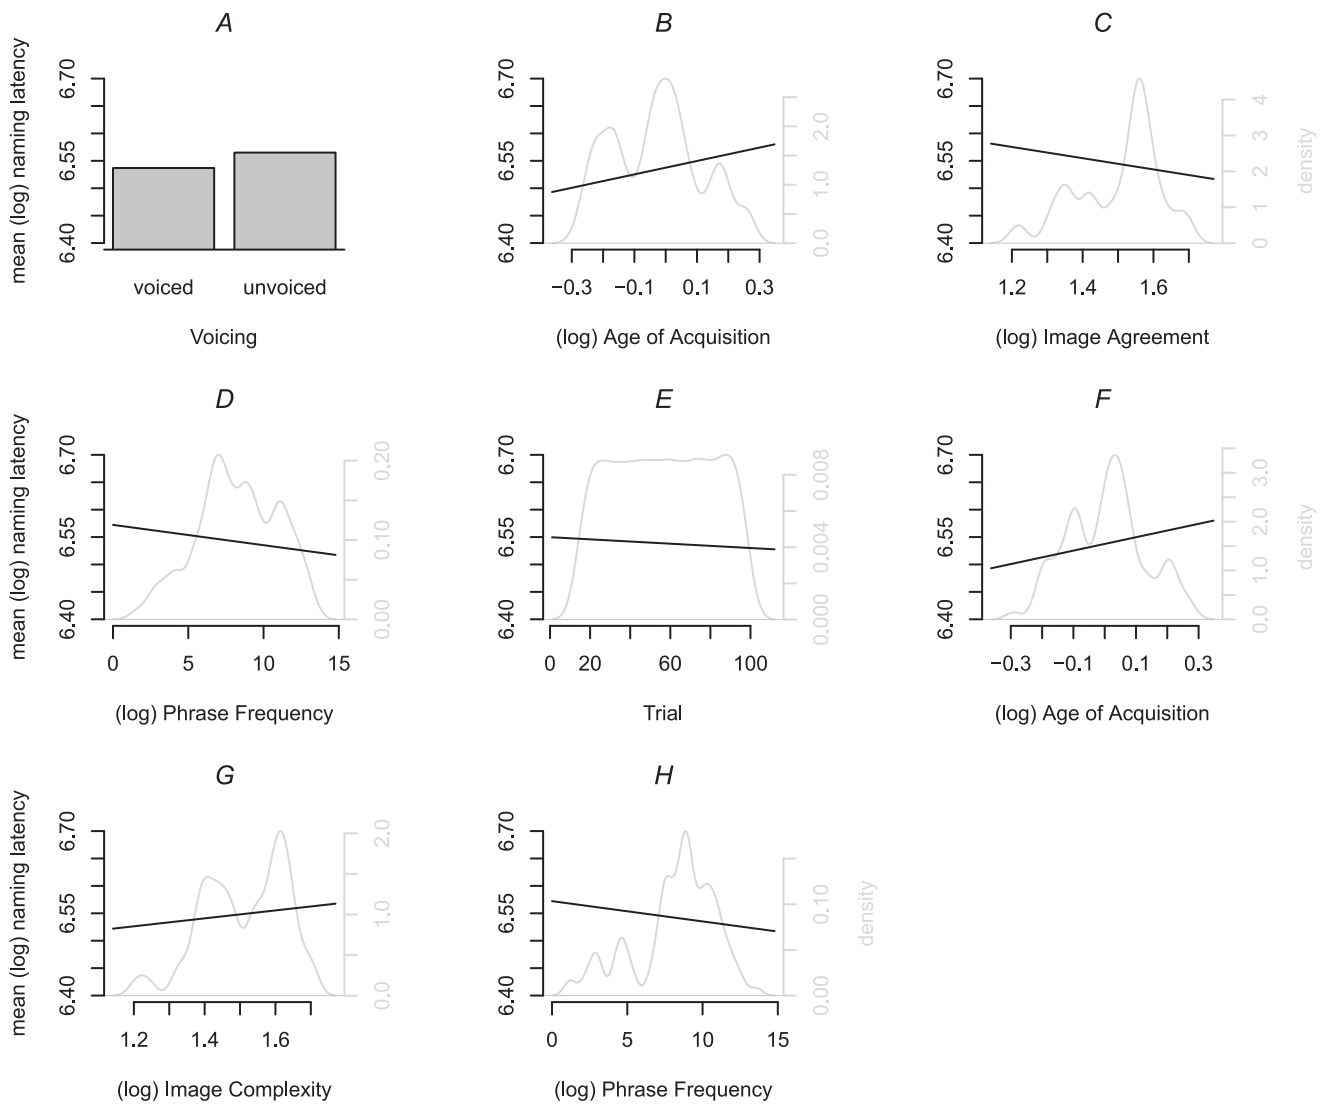 A
mean (log) naming latency
6.40 6.55 6.70
voiced unvoiced
Voicing
B
6.40 6.55 6.70
0.0 1.0 2.0
−0.3 −0.1 0.1 0.3
(log) Age of Acquisition
C
6.40 6.55 6.70
0 1 2 3 4
density
1.2 1.4 1.6
(log) Image Agreement
D
mean (log) naming latency
6.40 6.55 6.70
0.00 0.10 0.20
0 5 10 15
(log) Phrase Frequency
E
6.40 6.55 6.70
0.000 0.004 0.008
0 20 60 100
Trial
F
6.40 6.55 6.70
0.0 1.0 2.0 3.0
density
−0.3 −0.1 0.1 0.3
(log) Age of Acquisition
G
mean (log) naming latency
6.40 6.55 6.70
0.0 1.0 2.0
1.2 1.4 1.6
(log) Image Complexity
H
6.40 6.55 6.70
0.00 0.10
density
0 5 10 15
(log) Phrase Frequency